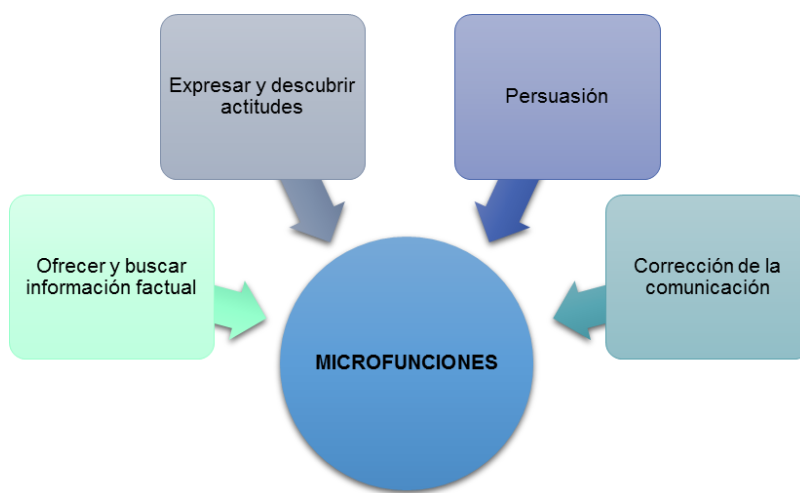 Expresar y descubrir
actitudes
Persuasión
Ofrecer y buscar
información factual
Corrección de la
comunicación
MICROFUNCIONES